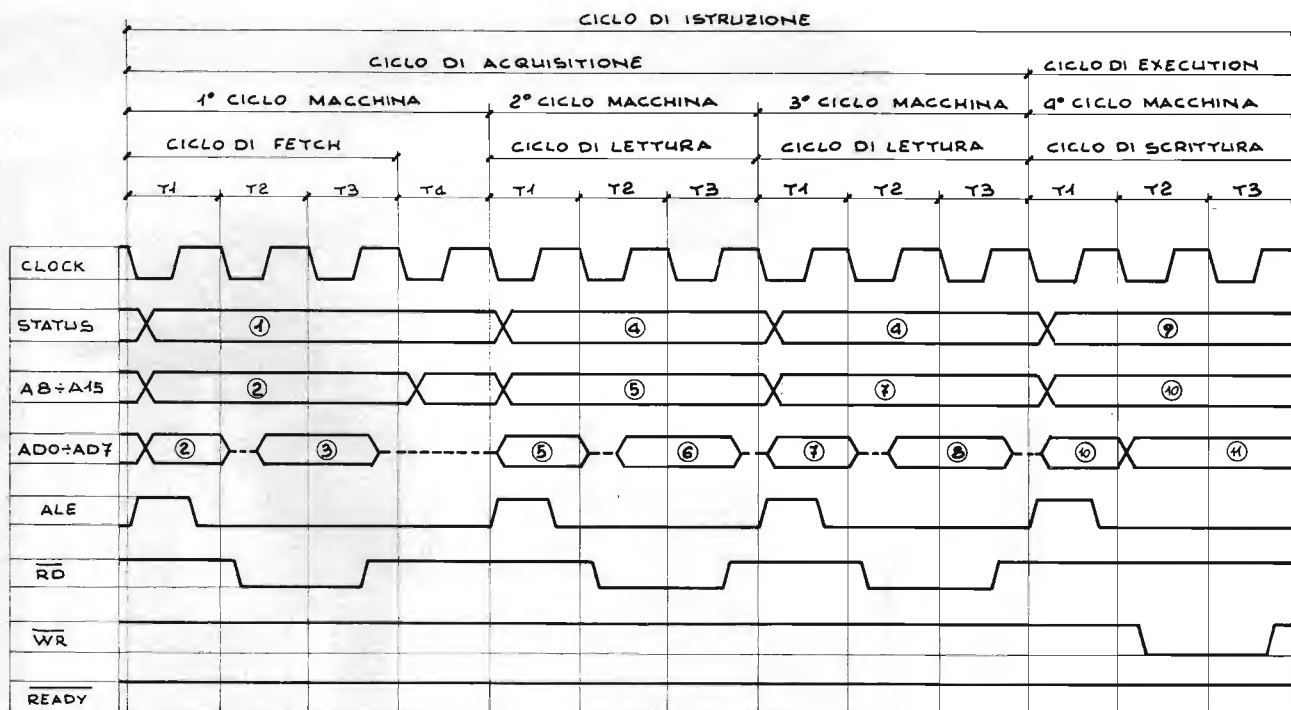 CICLO DI ISTRUZIONE
CICLO DI ACQUISITIONE CICLO DI EXECUTION
1° CICLO MACCHINA 2° CICLO MACCHINA 3° CICLO MACCHINA 4° CICLO MACCHINA
CICLO DI FETCH CICLO DI LETTURA CICLO DI LETTURA CICLO DI SCRITTURA
T1 T2 T3 T4 T1 T2 T3 T1 T2 T3 T1 T2 T3
CLOCK
STATUS 1 4 4 9
A8÷A15 2 5 7 10
AD0÷AD7 2 3 5 6 7 8 10 11
ALE
RD
WR
READY